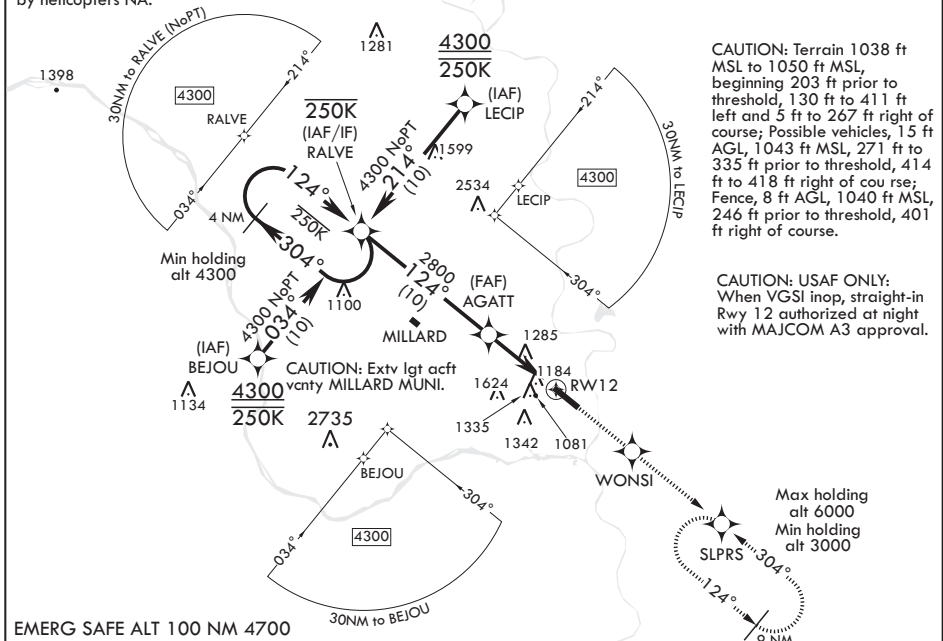 by helicopters NA.
30NM to RALVE (NoPT)
1398
4300
RALVE
214°
034°
1281
4300
250K
(IAF)
LECIP
250K
(IAF/IF)
RALVE
4300 NoPT
214°
(10)
1599
2534
214°
LECIP
4300
304°
30NM to LECIP
CAUTION: Terrain 1038 ft
MSL to 1050 ft MSL,
beginning 203 ft prior to
threshold, 130 ft to 411 ft
left and 5 ft to 267 ft right of
course; Possible vehicles, 15 ft
AGL, 1043 ft MSL, 271 ft to
335 ft prior to threshold, 414
ft to 418 ft right of cou rse;
Fence, 8 ft AGL, 1040 ft MSL,
246 ft prior to threshold, 401
ft right of course.
CAUTION: USAF ONLY:
When VGSI inop, straight-in
Rwy 12 authorized at night
with MAJCOM A3 approval.
124°
250K
304°
4 NM
Min holding
alt 4300
1100
4300 NoPT
034°
(10)
(IAF)
BEJOU
4300
250K
1134
2800
124°
(10)
(FAF)
AGATT
MILLARD
CAUTION: Extv lgt acft
vcnty MILLARD MUNI.
1285
1184
RW12
1624
1335
1342
1081
2735
BEJOU
034°
304°
4300
30NM to BEJOU
WONSI
Max holding
alt 6000
Min holding
alt 3000
SLPRS
304°
124°
EMERG SAFE ALT 100 NM 4700